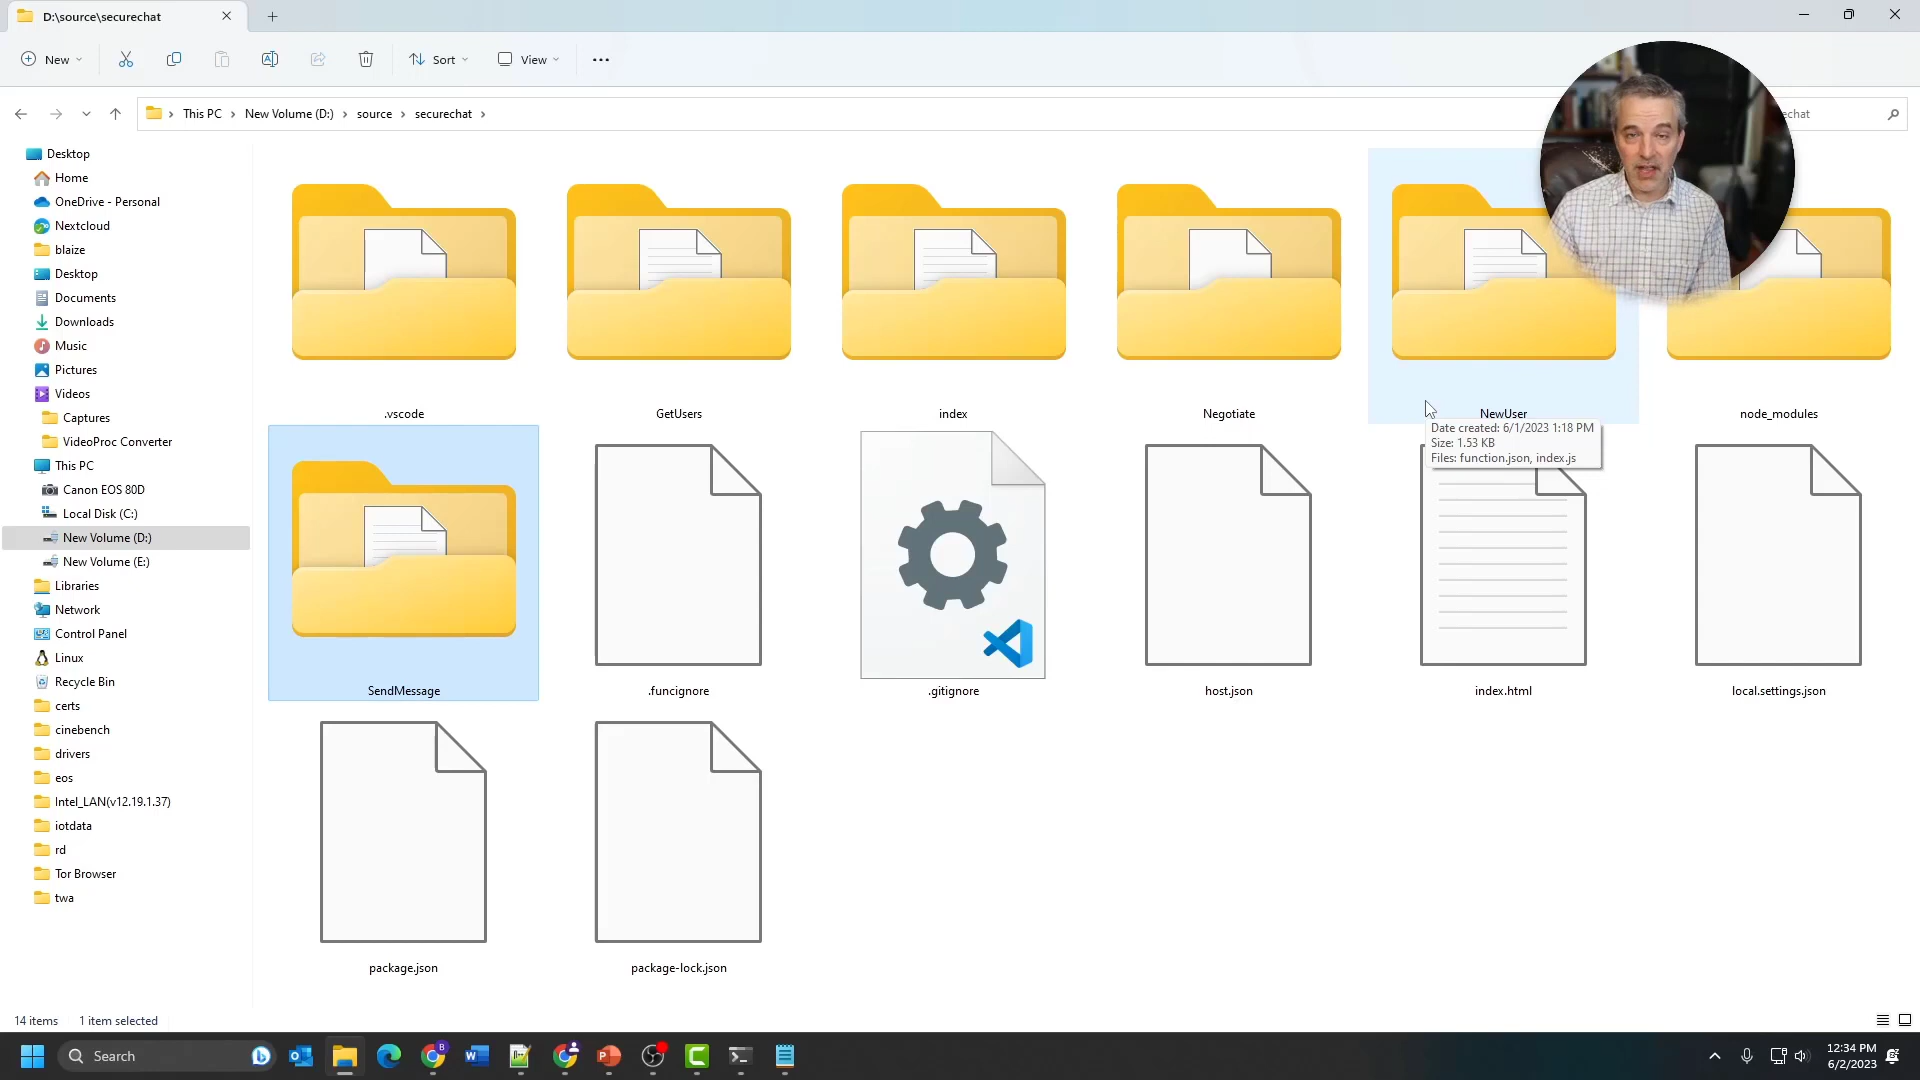 D:\source\securechat
New
Sort
View
This PC
New Volume (D:)
source
securechat
echat
Desktop
Home
OneDrive - Personal
Nextcloud
blaize
Desktop
Documents
Downloads
Music
Pictures
Videos
Captures
VideoProc Converter
This PC
Canon EOS 80D
Local Disk (C:)
New Volume (D:)
New Volume (E:)
Libraries
Network
Control Panel
Linux
Recycle Bin
certs
cinebench
drivers
eos
Intel_LAN(v12.19.1.37)
iotdata
rd
Tor Browser
twa
.vscode
GetUsers
index
Negotiate
NewUser
node_modules
Date created: 6/1/2023 1:18 PM
Size: 1.53 KB
Files: function.json, index.js
SendMessage
.funcignore
.gitignore
host.json
index.html
local.settings.json
package.json
package-lock.json
14 items
1 item selected
Search
12:34 PM
6/2/2023